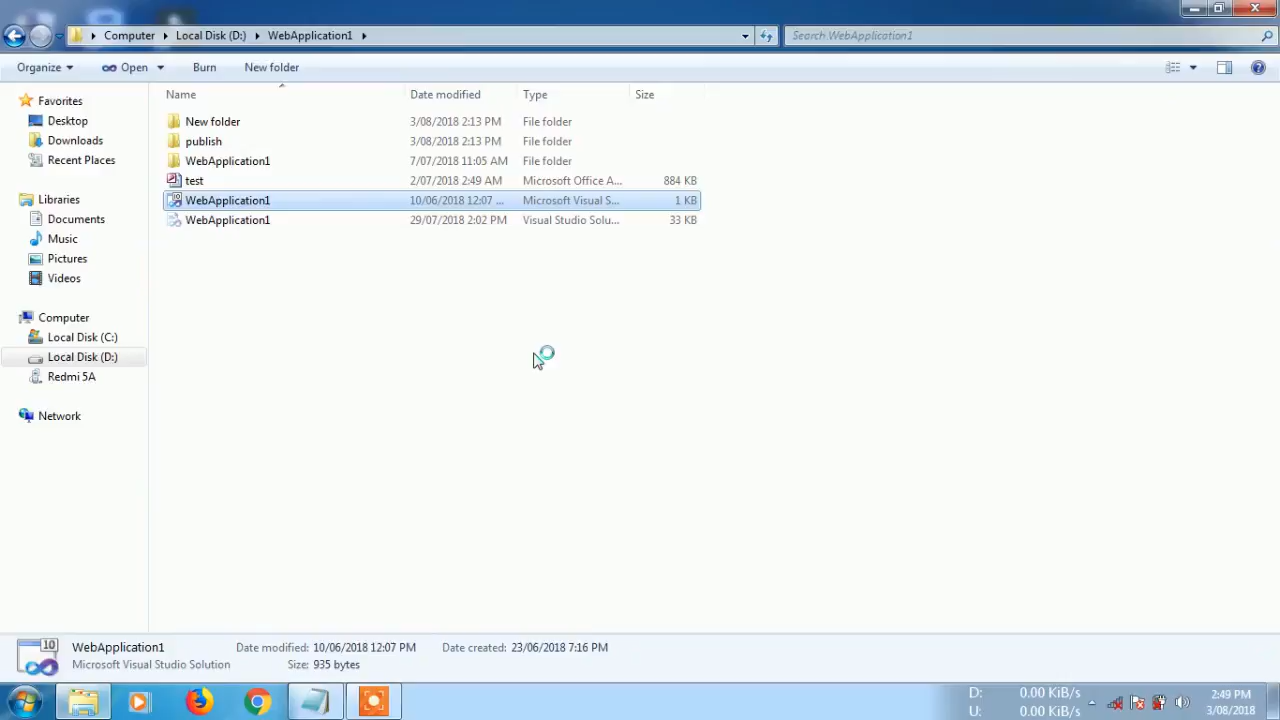 Computer Local Disk (D:) WebApplication1
Search WebApplication1
Organize Open Burn New folder
Name Date modified Type Size
Favorites
Desktop
Downloads
Recent Places
Libraries
Documents
Music
Pictures
Videos
Computer
Local Disk (C:)
Local Disk (D:)
Redmi 5A
Network
New folder 3/08/2018 2:13 PM File folder
publish 3/08/2018 2:13 PM File folder
WebApplication1 7/07/2018 11:05 AM File folder
test 2/07/2018 2:49 AM Microsoft Office A... 884 KB
WebApplication1 10/06/2018 12:07 ... Microsoft Visual S... 1 KB
WebApplication1 29/07/2018 2:02 PM Visual Studio Solu... 33 KB
10
WebApplication1 Date modified: 10/06/2018 12:07 PM Date created: 23/06/2018 7:16 PM
Microsoft Visual Studio Solution Size: 935 bytes
D: 0.00 KiB/s
U: 0.00 KiB/s
2:49 PM
3/08/2018